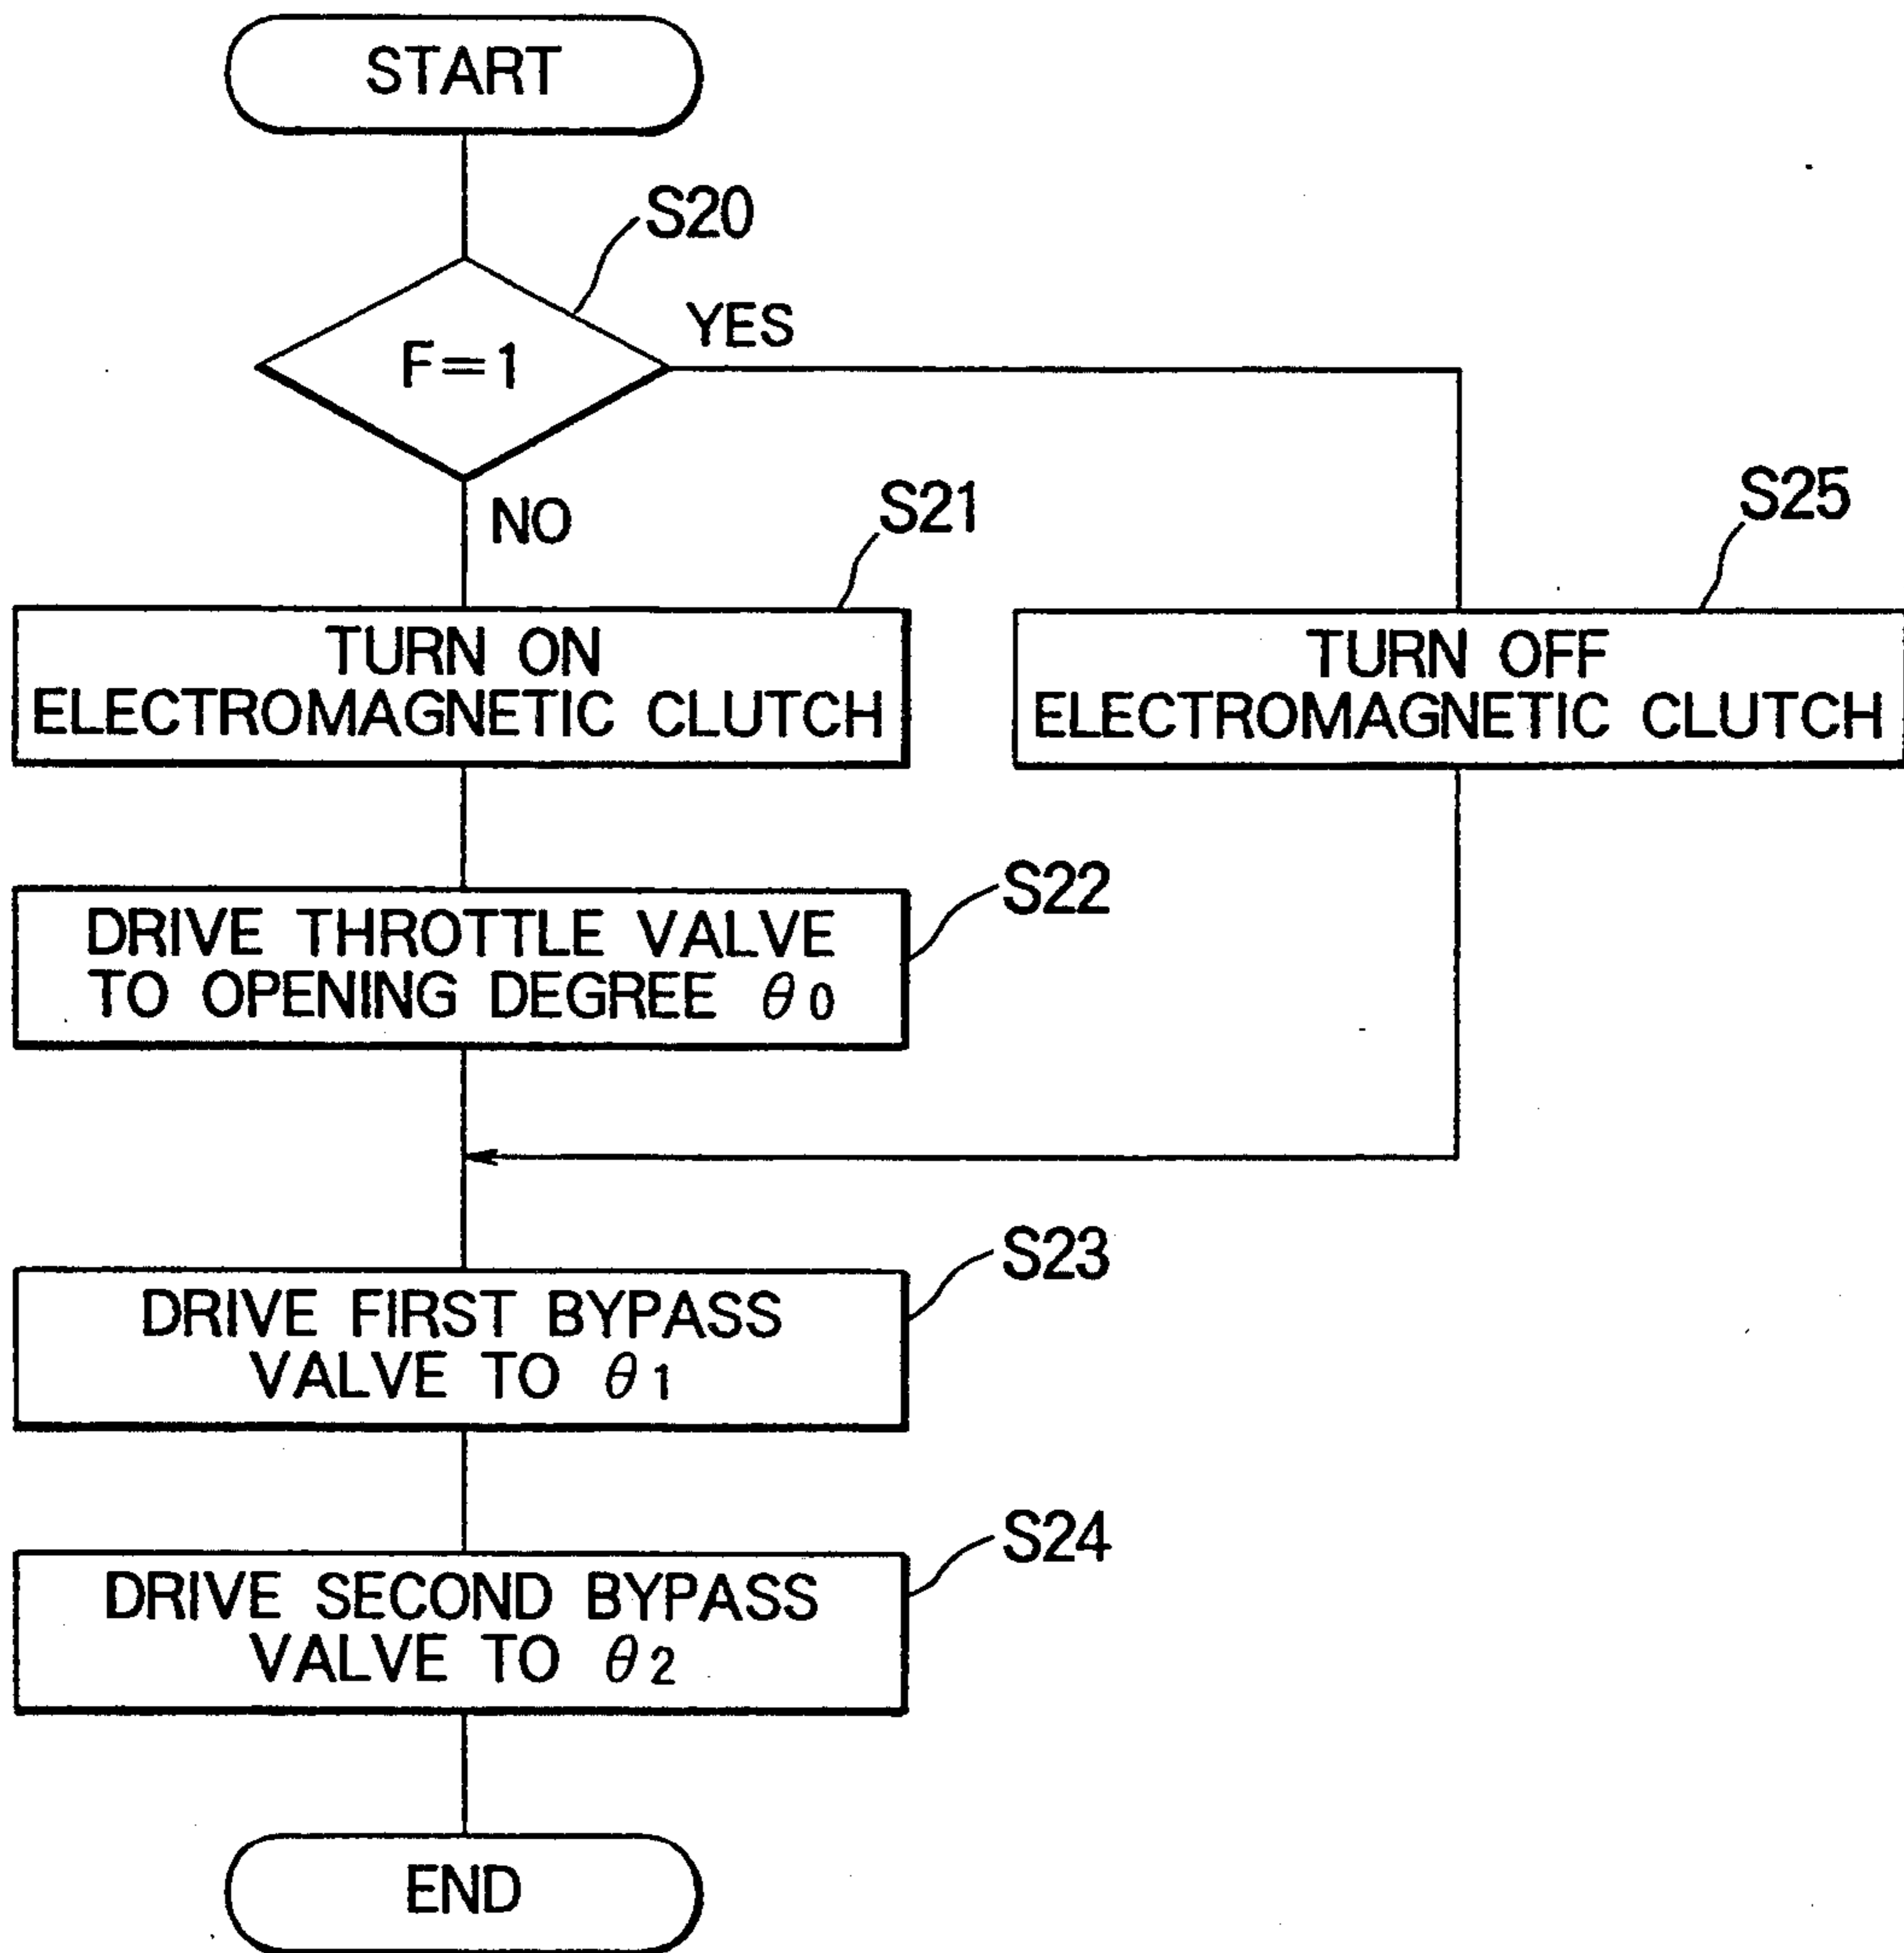 START
S20
F=1
YES
NO
S21
S25
TURN ON
ELECTROMAGNETIC CLUTCH
TURN OFF
ELECTROMAGNETIC CLUTCH
S22
DRIVE THROTTLE VALVE
TO OPENING DEGREE θ0
S23
DRIVE FIRST BYPASS
VALVE TO θ1
S24
DRIVE SECOND BYPASS
VALVE TO θ2
END